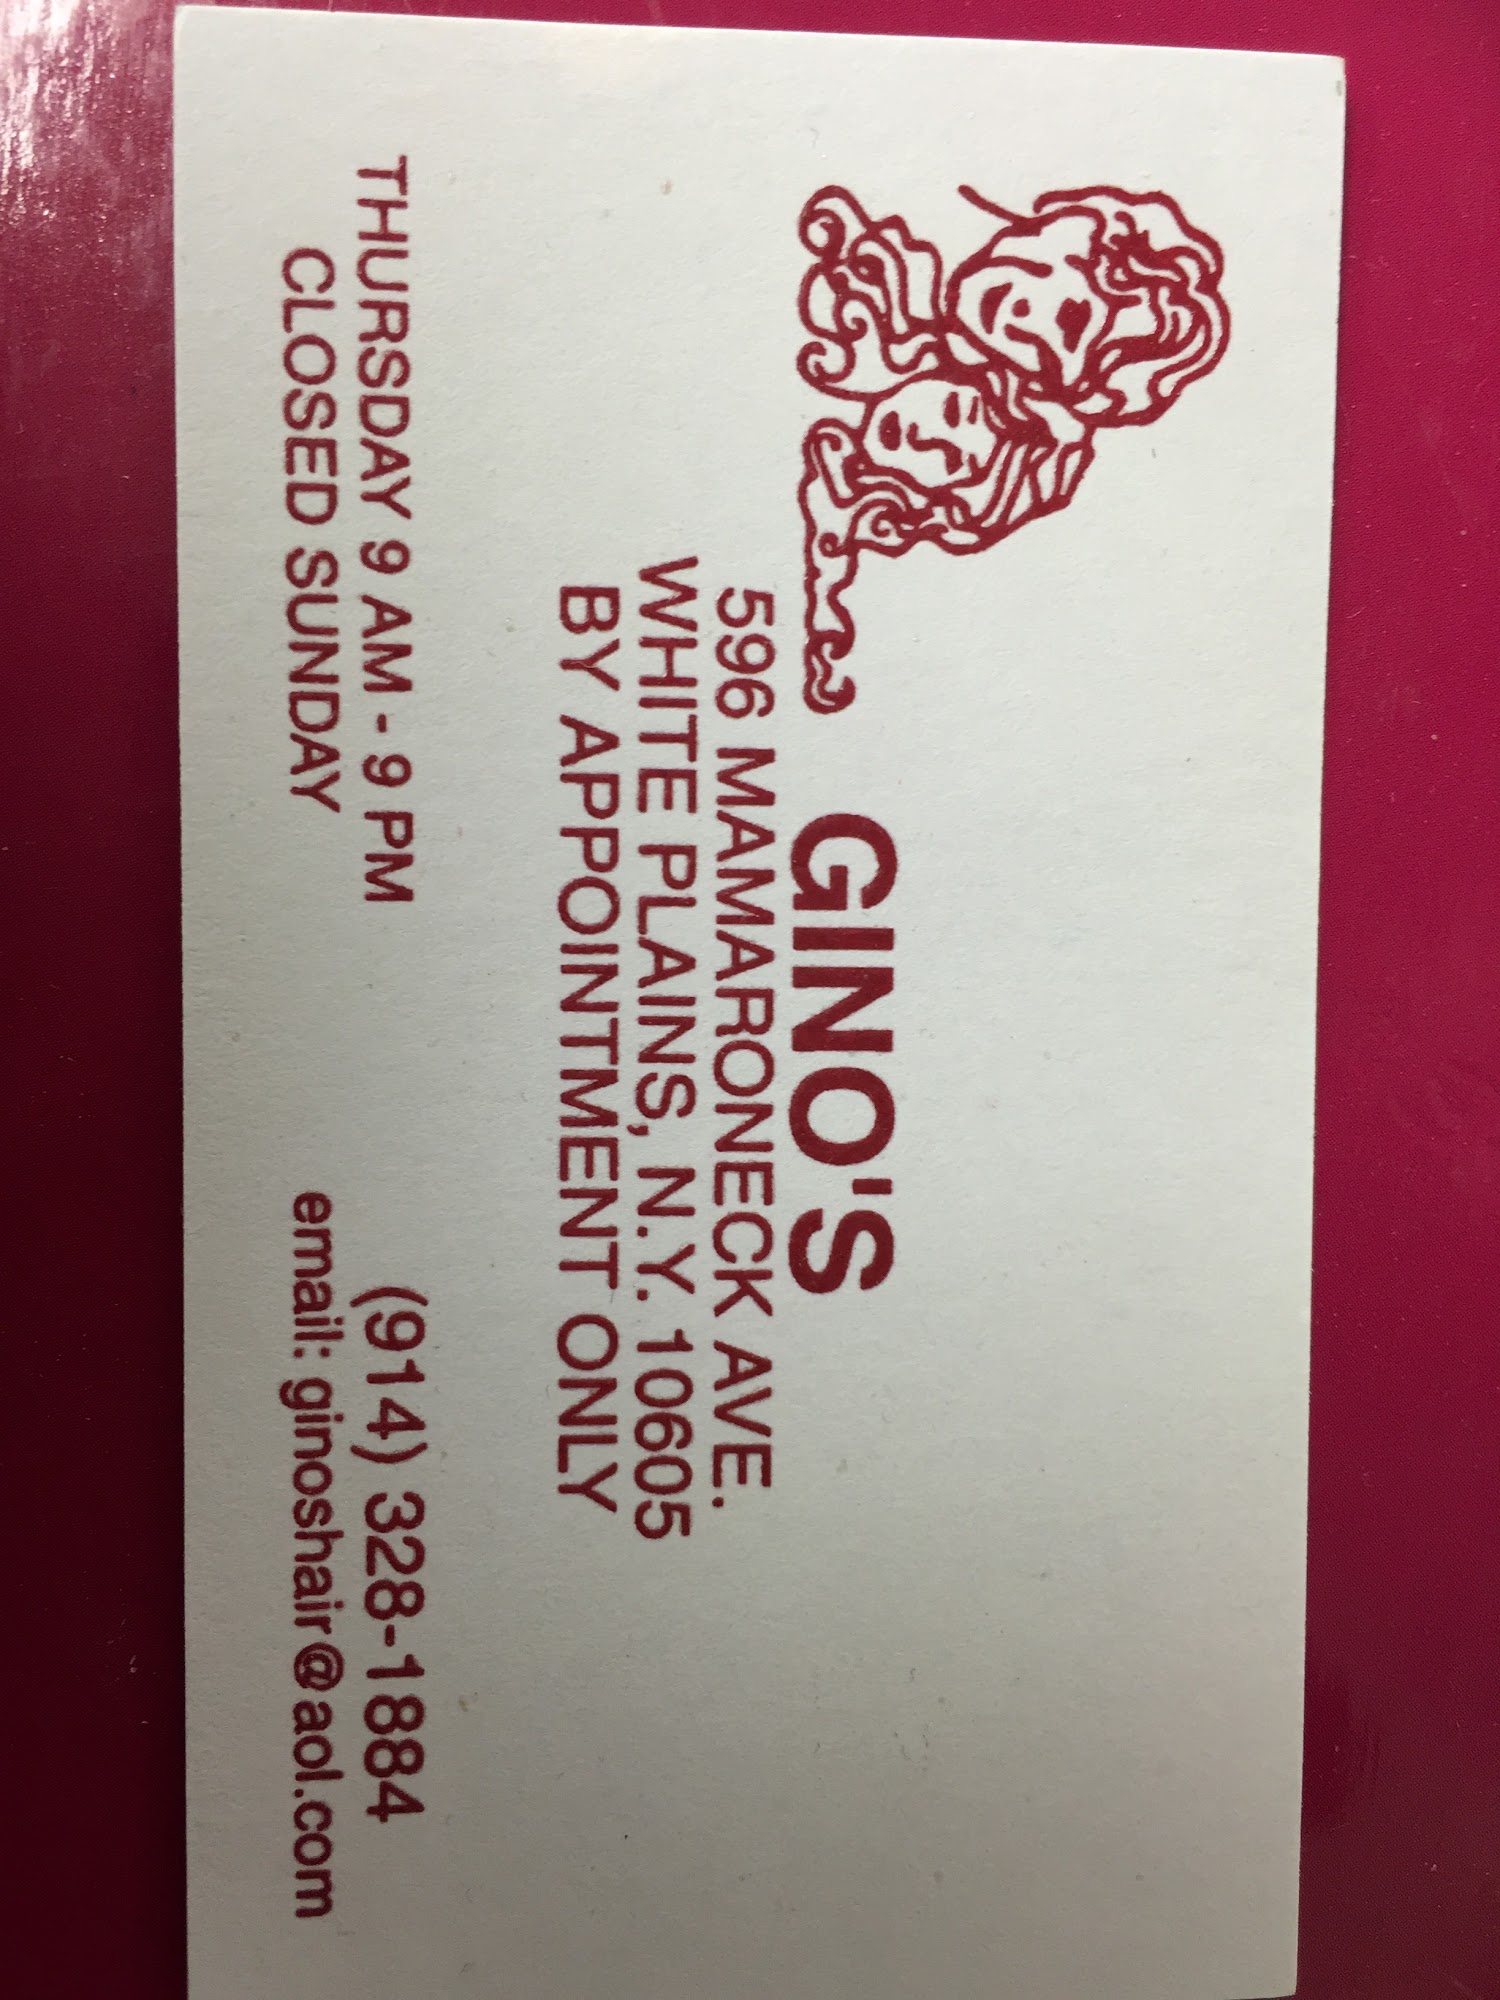 GINO'S
596 MAMARONECK AVE.
WHITE PLAINS, N.Y. 10605
BY APPOINTMENT ONLY
THURSDAY 9 AM - 9 PM
CLOSED SUNDAY
(914) 328-1884
email: ginoshair@aol.com